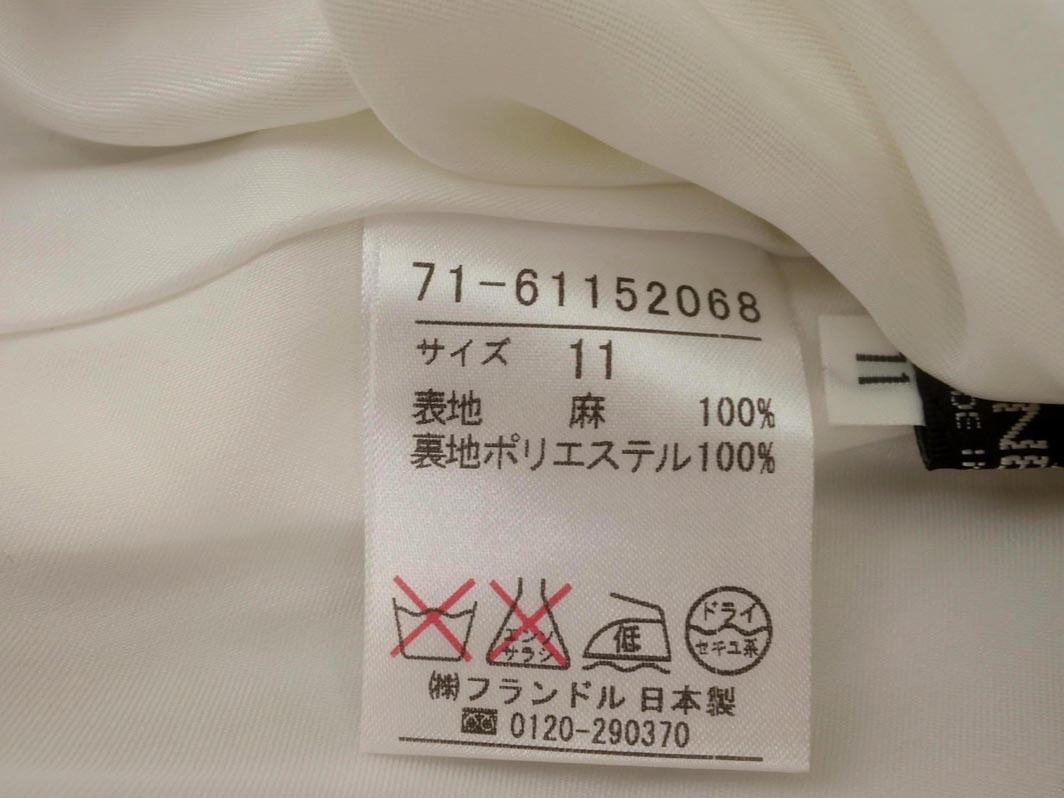 71-61152068
サイズ 11
表地 麻 100%
裏地ポリエステル100%
エンソ
サラシ
低
ドライ
セキユ系
㈱フランドル 日本製
0120-290370
11